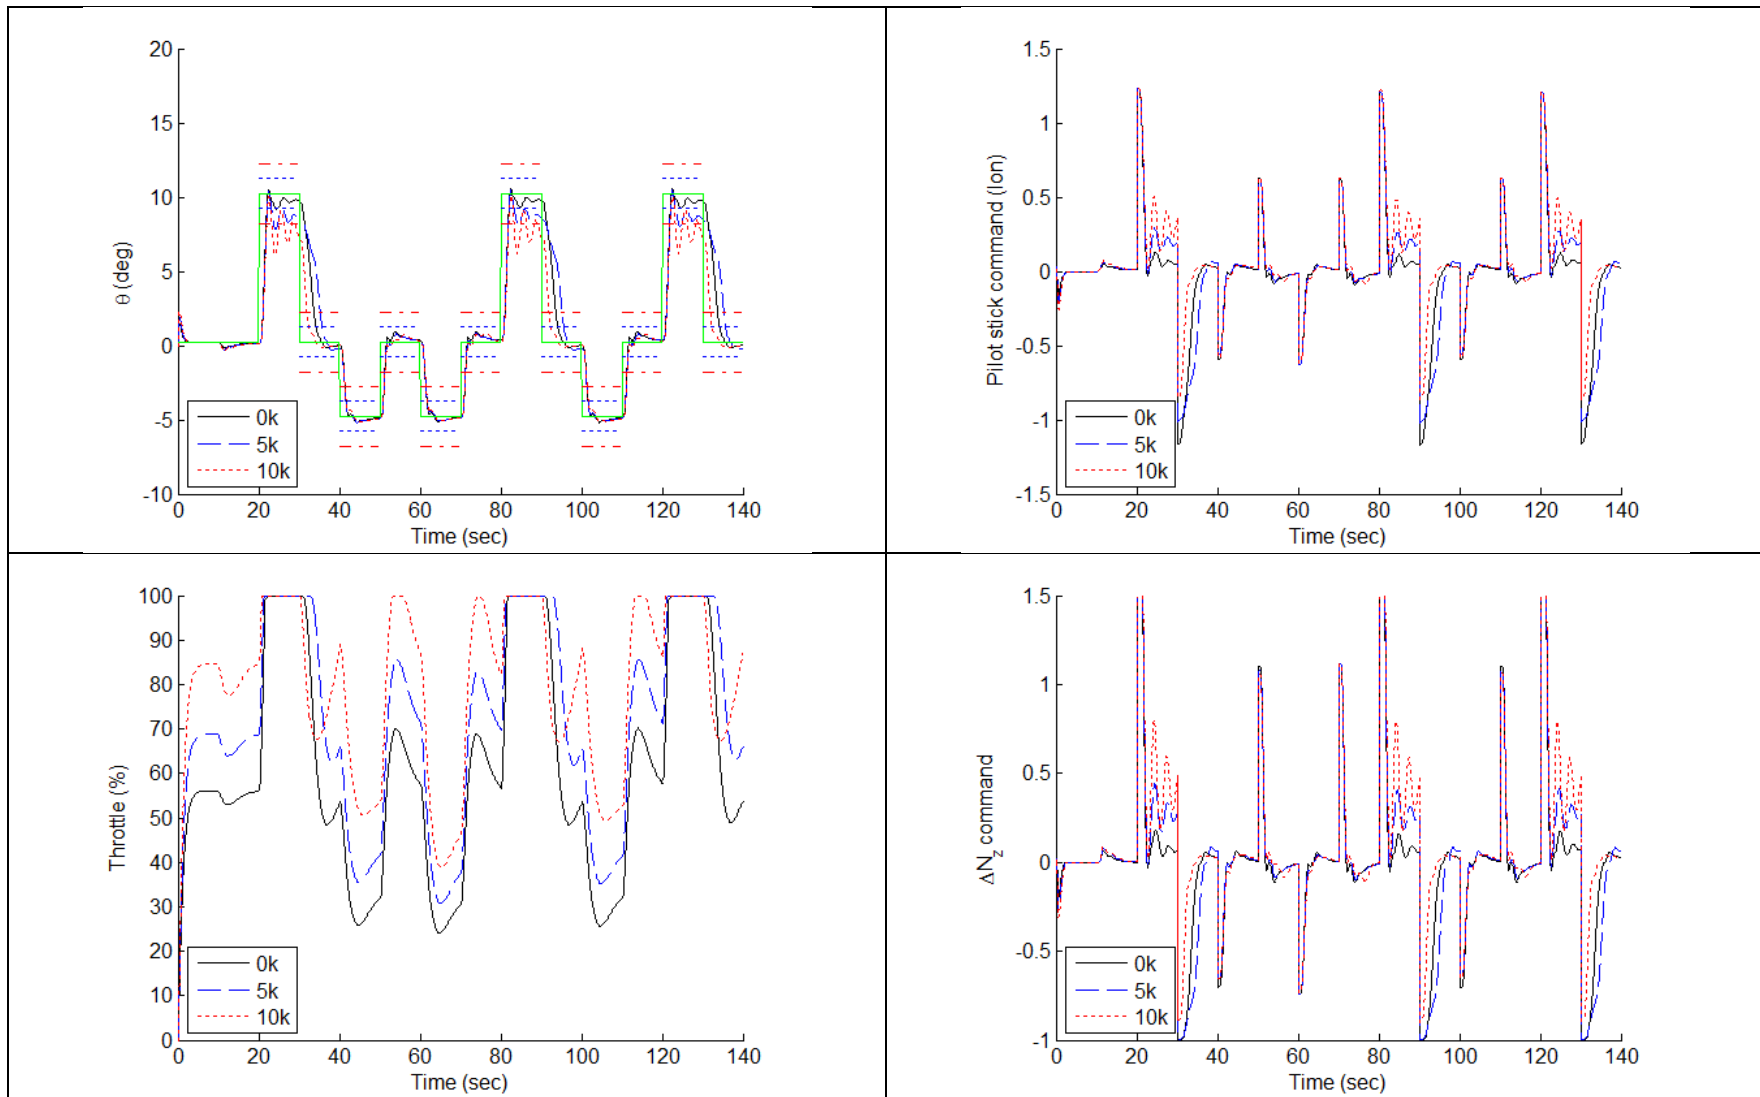 20
15
10
5
0
-5
-10
θ (deg)
0k
5k
10k
0 20 40 60 80 100 120 140
Time (sec)
1.5
1
0.5
0
-0.5
-1
-1.5
Pilot stick command (lon)
0k
5k
10k
0 20 40 60 80 100 120 140
Time (sec)
100
90
80
70
60
50
40
30
20
10
0
Throttle (%)
0k
5k
10k
0 20 40 60 80 100 120 140
Time (sec)
1.5
1
0.5
0
-0.5
-1
ΔNz command
0k
5k
10k
0 20 40 60 80 100 120 140
Time (sec)